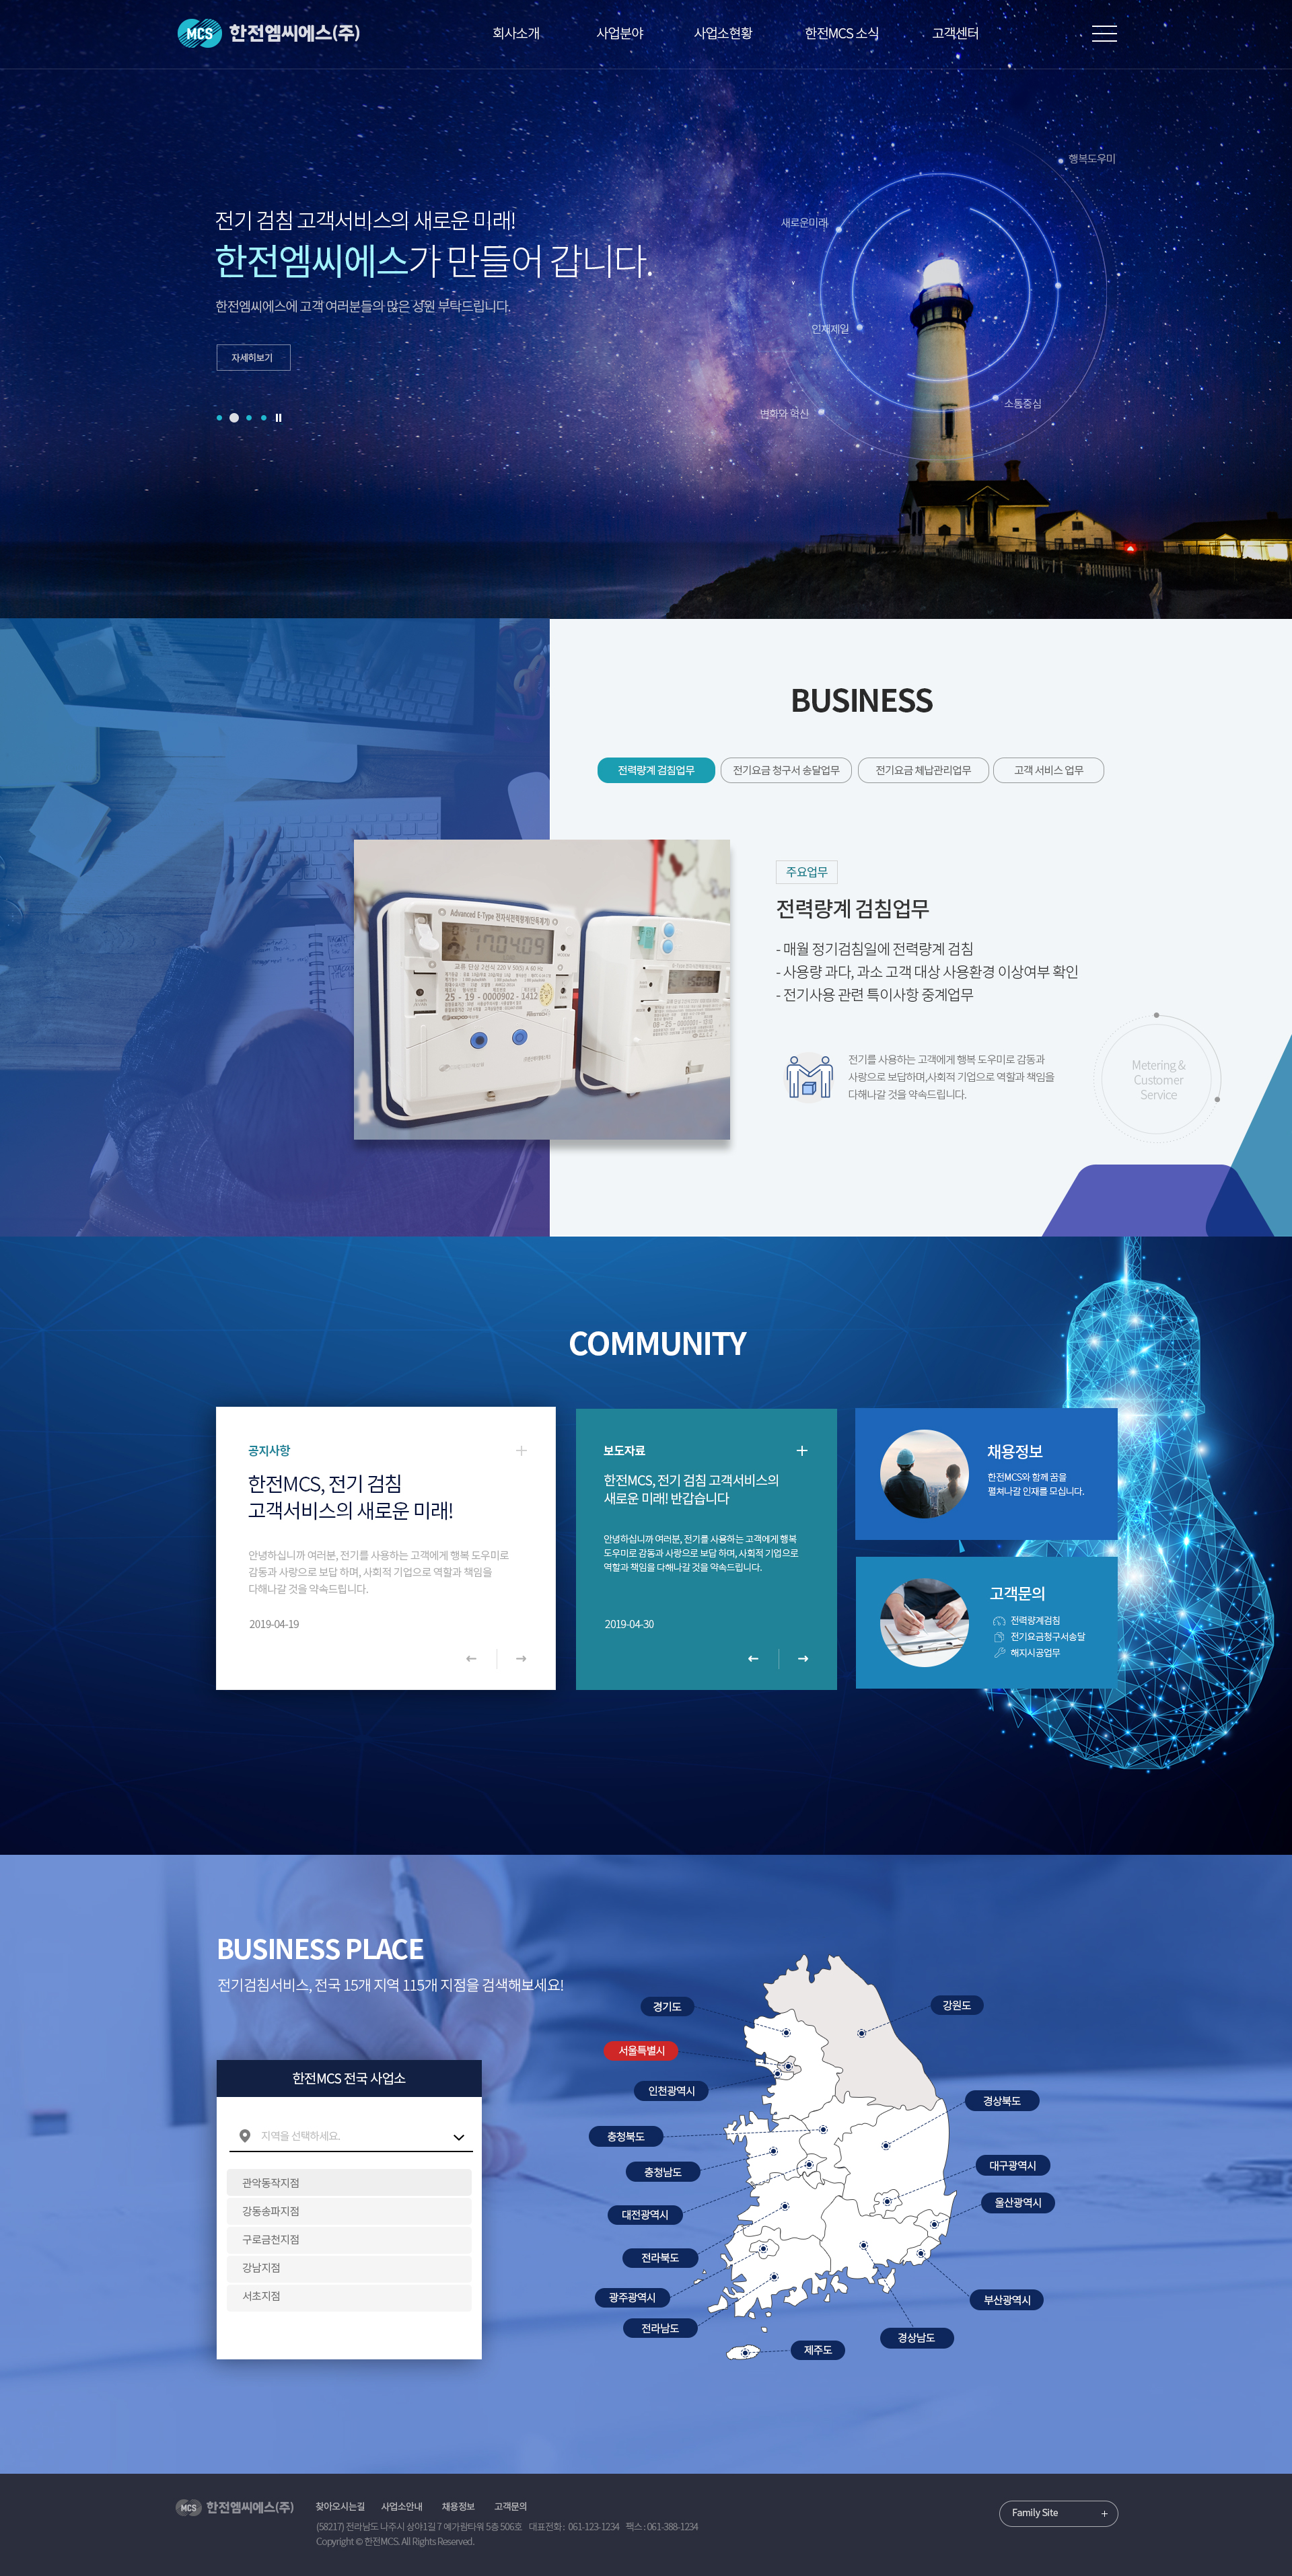 MCS 한전엠씨에스(주)
회사소개 사업분야 사업소현황 한전MCS 소식 고객센터
행복도우미
새로운미래
인재제일
소통중심
변화와 혁신
전기 검침 고객서비스의 새로운 미래!
한전엠씨에스가 만들어 갑니다.
한전엠씨에스에 고객 여러분들의 많은 성원 부탁드립니다.
자세히보기
BUSINESS
전력량계 검침업무 전기요금 청구서 송달업무 전기요금 체납관리업무 고객 서비스 업무
Advanced E-Type 전자식전력량계(단독계기)
17.04.09
교류 단상 2선식 220 V 50(5) A 60 Hz
25 - 19 - 0000902 - 1412
주요업무
전력량계 검침업무
- 매월 정기검침일에 전력량계 검침
- 사용량 과다, 과소 고객 대상 사용환경 이상여부 확인
- 전기사용 관련 특이사항 중계업무
전기를 사용하는 고객에게 행복 도우미로 감동과
사랑으로 보답하며,사회적 기업으로 역할과 책임을
다해나갈 것을 약속드립니다.
Metering &
Customer
Service
COMMUNITY
공지사항
한전MCS, 전기 검침
고객서비스의 새로운 미래!
안녕하십니까 여러분, 전기를 사용하는 고객에게 행복 도우미로
감동과 사랑으로 보답 하며, 사회적 기업으로 역할과 책임을
다해나갈 것을 약속드립니다.
2019-04-19
보도자료
한전MCS, 전기 검침 고객서비스의
새로운 미래! 반갑습니다
안녕하십니까 여러분, 전기를 사용하는 고객에게 행복
도우미로 감동과 사랑으로 보답 하며, 사회적 기업으로
역할과 책임을 다해나갈 것을 약속드립니다.
2019-04-30
채용정보
한전MCS와 함께 꿈을
펼쳐나갈 인재를 모십니다.
고객문의
전력량계검침
전기요금청구서송달
해지시공업무
BUSINESS PLACE
전기검침서비스, 전국 15개 지역 115개 지점을 검색해보세요!
한전MCS 전국 사업소
지역을 선택하세요.
관악동작지점
강동송파지점
구로금천지점
강남지점
서초지점
경기도
강원도
서울특별시
인천광역시
경상북도
충청북도
대구광역시
충청남도
울산광역시
대전광역시
전라북도
광주광역시
부산광역시
전라남도
경상남도
제주도
MCS 한전엠씨에스(주)
찾아오시는길 사업소안내 채용정보 고객문의
(58217) 전라남도 나주시 상야1길 7 예가람타워 5층 506호 대표전화 : 061-123-1234 팩스 : 061-388-1234
Copyright © 한전MCS. All Rights Reserved.
Family Site